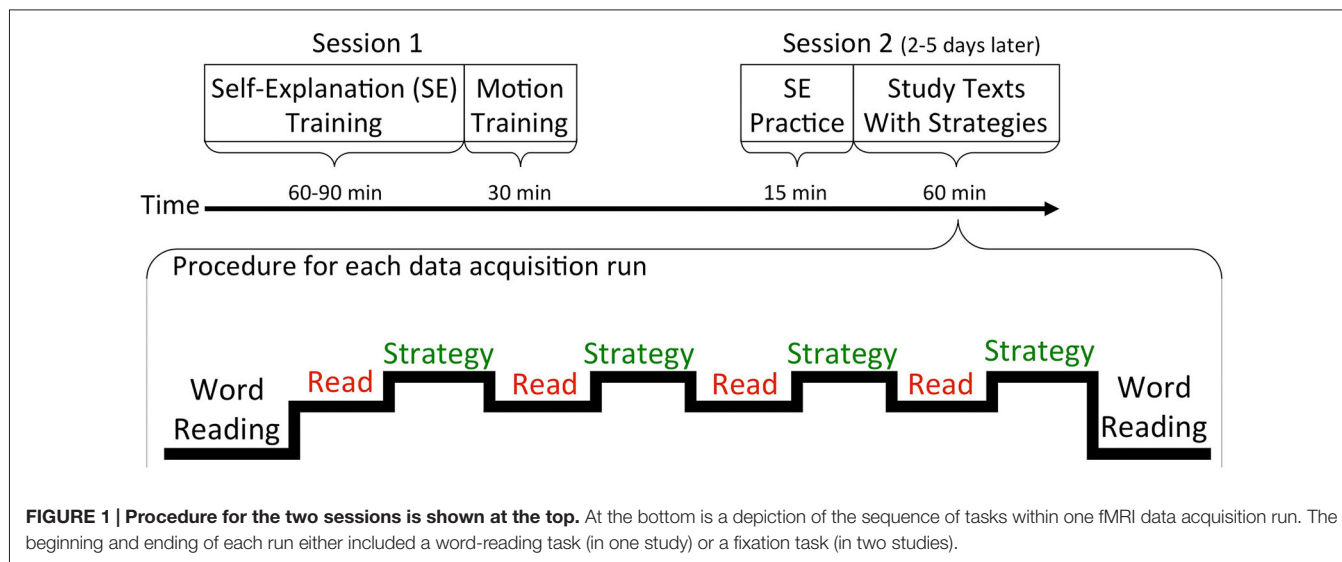 Session 1
Session 2 (2-5 days later)
Self-Explanation (SE)
Training
Motion
Training
SE
Practice
Study Texts
With Strategies
Time
60-90 min
30 min
15 min
60 min
Procedure for each data acquisition run
Word
Reading
Read
Strategy
Read
Strategy
Read
Strategy
Read
Strategy
Word
Reading
FIGURE 1 | Procedure for the two sessions is shown at the top. At the bottom is a depiction of the sequence of tasks within one fMRI data acquisition run. The
beginning and ending of each run either included a word-reading task (in one study) or a fixation task (in two studies).